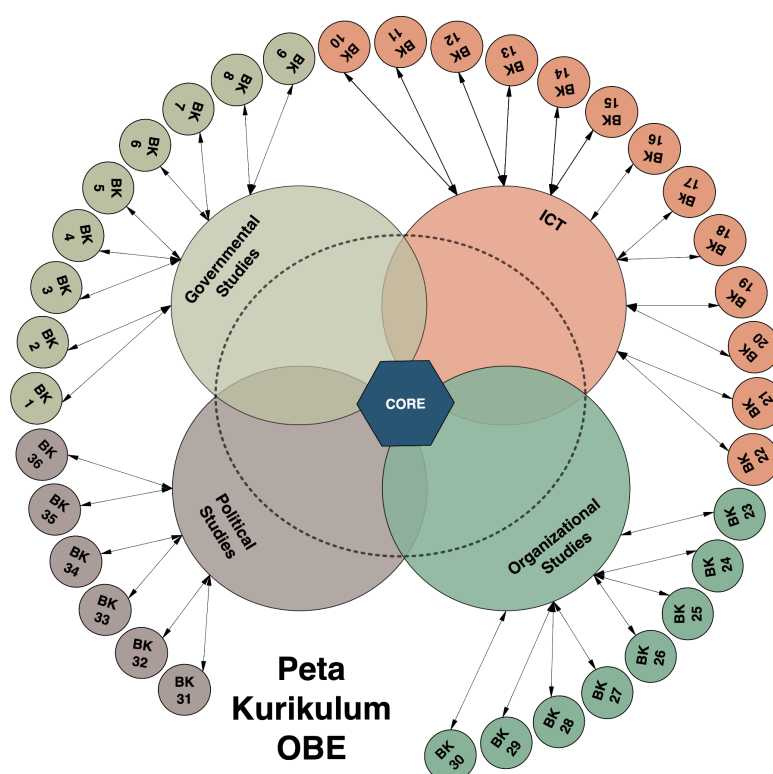 BK
1
BK
2
BK
3
BK
4
BK
5
BK
6
BK
7
BK
8
BK
9
BK
10
BK
11
BK
12
BK
13
BK
14
BK
15
BK
16
BK
17
BK
18
BK
19
BK
20
BK
21
BK
22
BK
23
BK
24
BK
25
BK
26
BK
27
BK
28
BK
29
BK
30
BK
31
BK
32
BK
33
BK
34
BK
35
BK
36
Governmental
Studies
ICT
CORE
Political
Studies
Organizational
Studies
Peta
Kurikulum
OBE